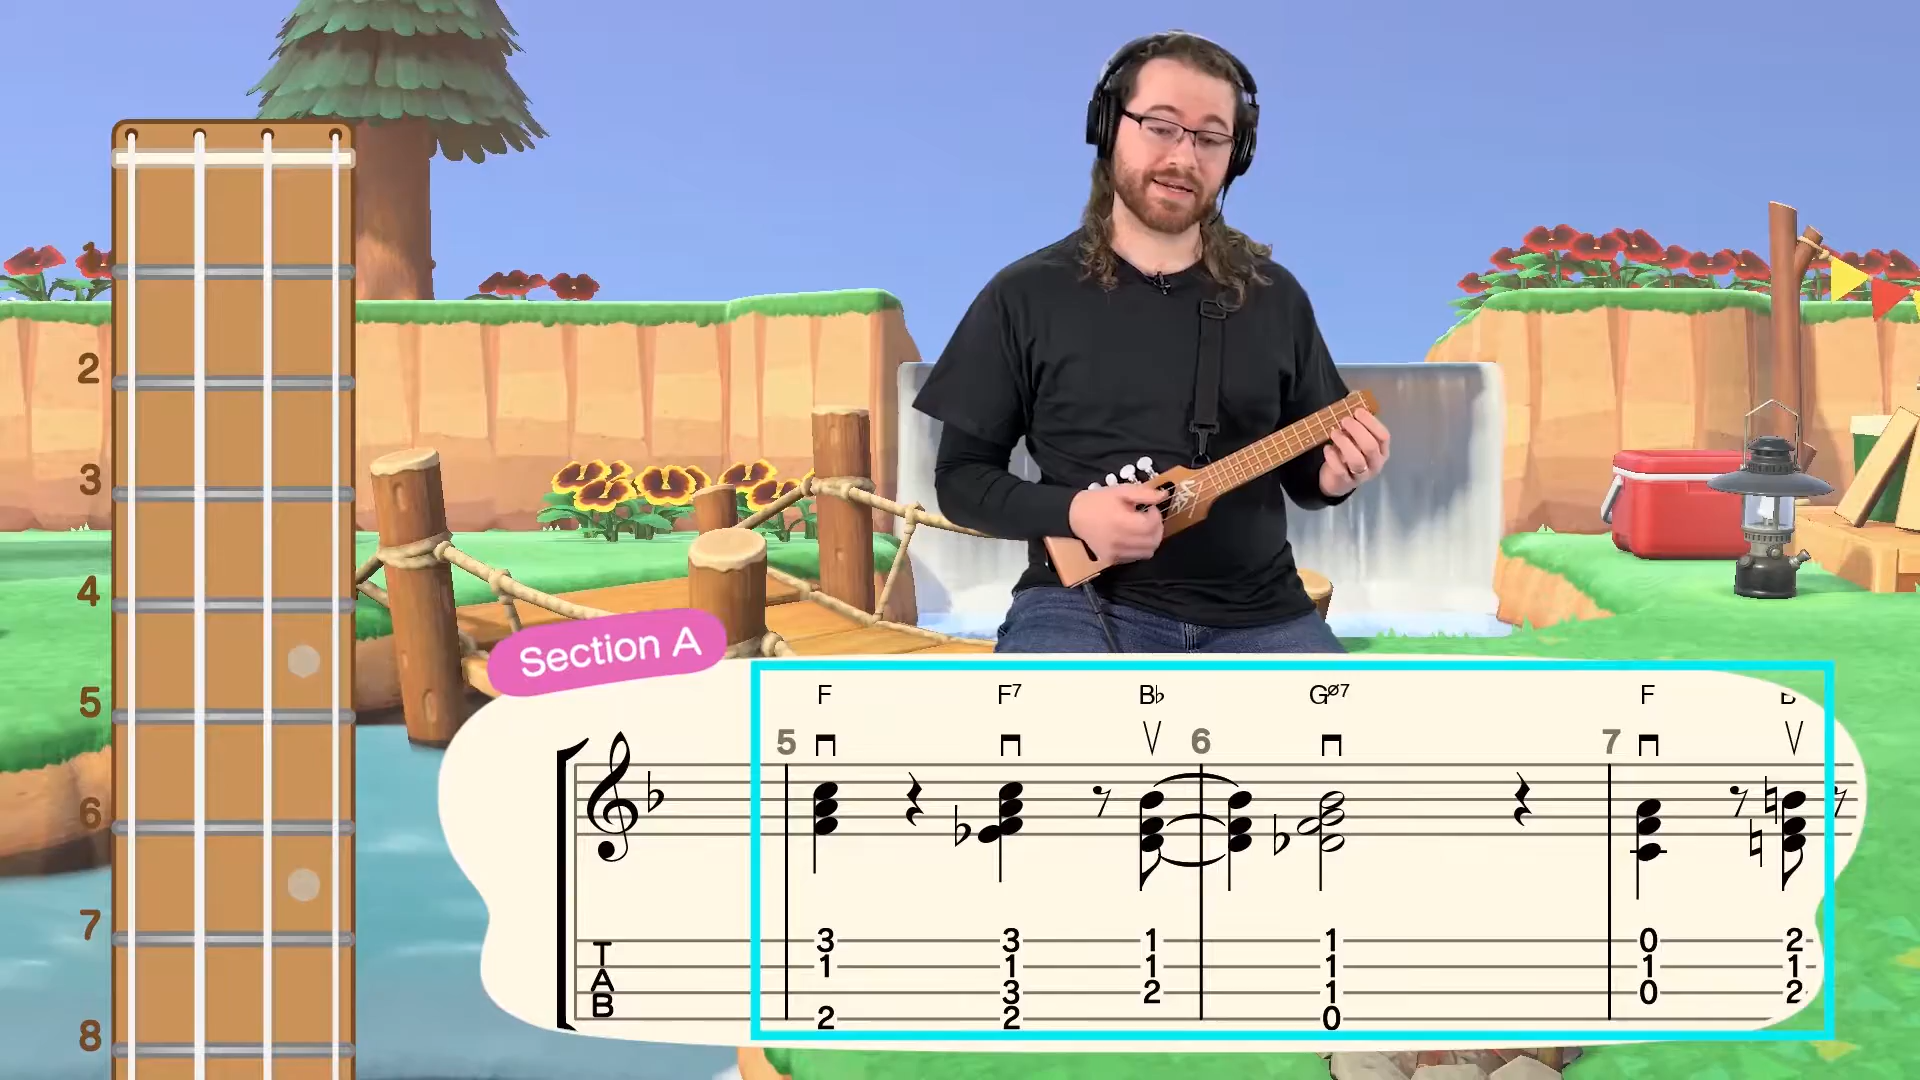 2
3
4
5
6
7
8
Section A
F F7 B♭ Gø7 F
5 6 7
T
A
B
3 3 1 1 0 2
1 1 1 1 1 1
3 2 1 0 2
2 2 0